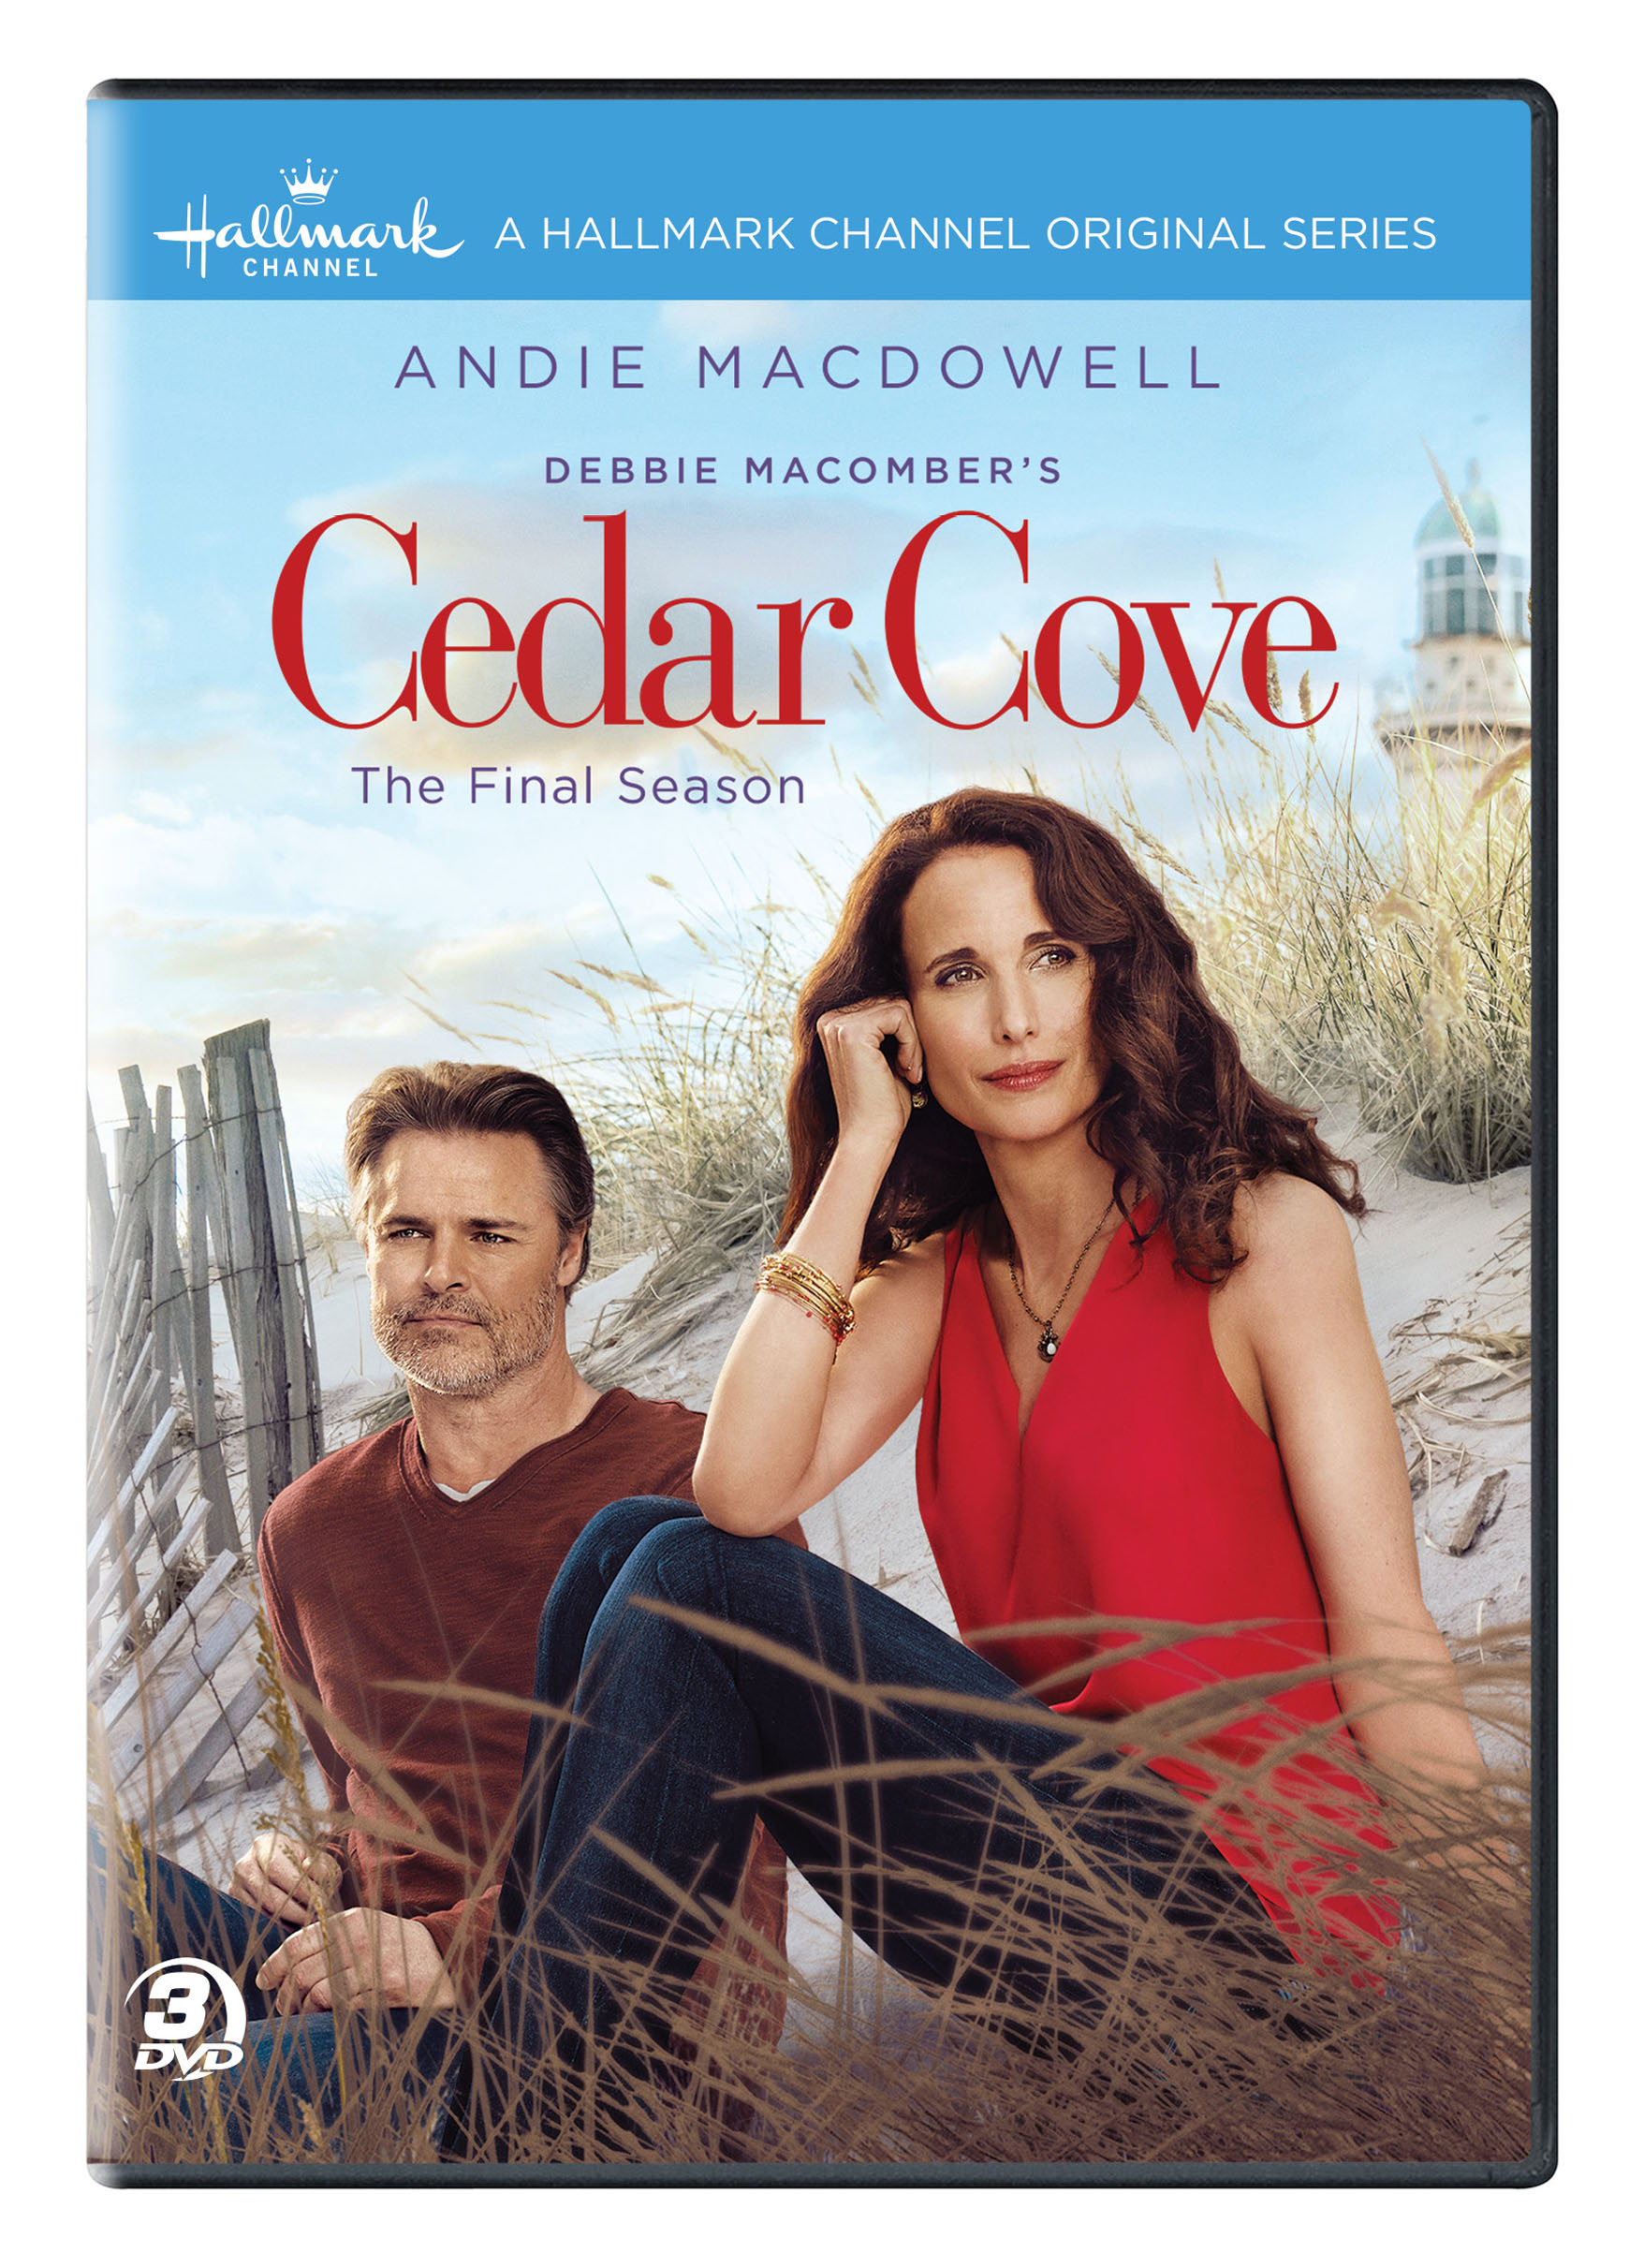 Hallmark
CHANNEL
A HALLMARK CHANNEL ORIGINAL SERIES
ANDIE MACDOWELL
DEBBIE MACOMBER'S
Cedar Cove
The Final Season
3
DVD